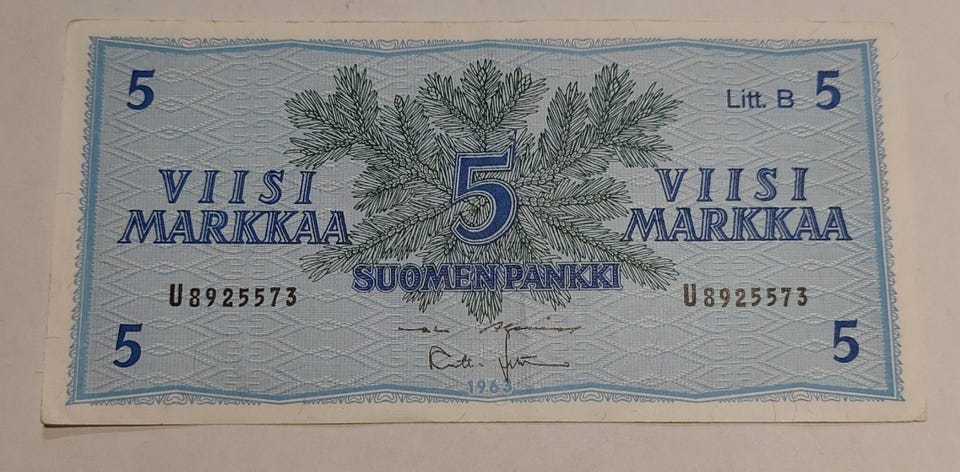 5
Litt. B 5
VIISI
MARKKAA
5
VIISI
MARKKAA
SUOMEN PANKKI
U8925573
U8925573
5
5
1963